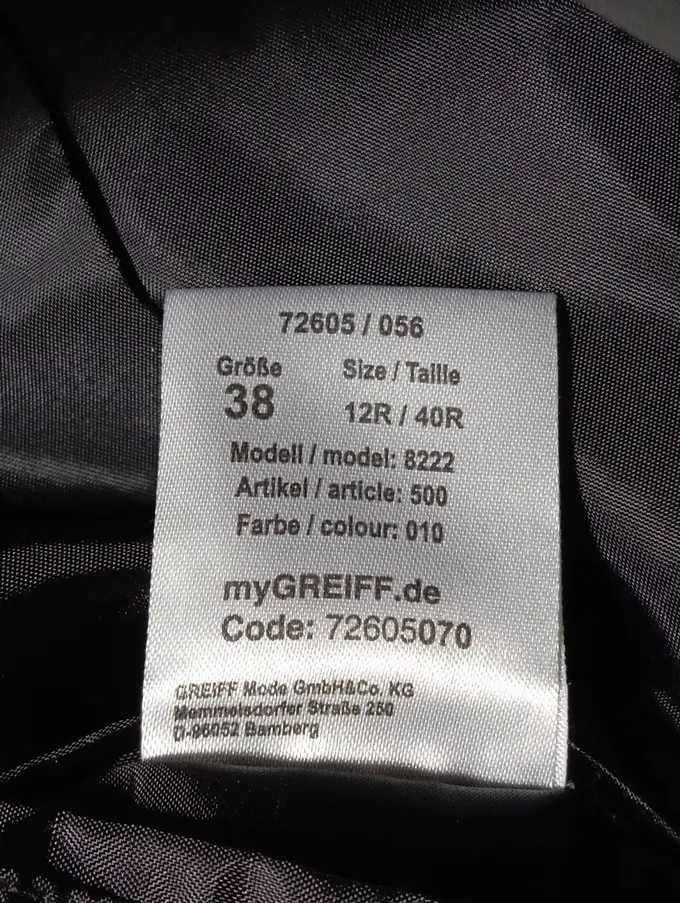 72605 / 056
Größe Size / Taille
38 12R / 40R
Modell / model: 8222
Artikel / article: 500
Farbe / colour: 010
myGREIFF.de
Code: 72605070
GREIFF Mode GmbH&Co. KG
Memmelsdorfer Straße 250
D-96052 Bamberg